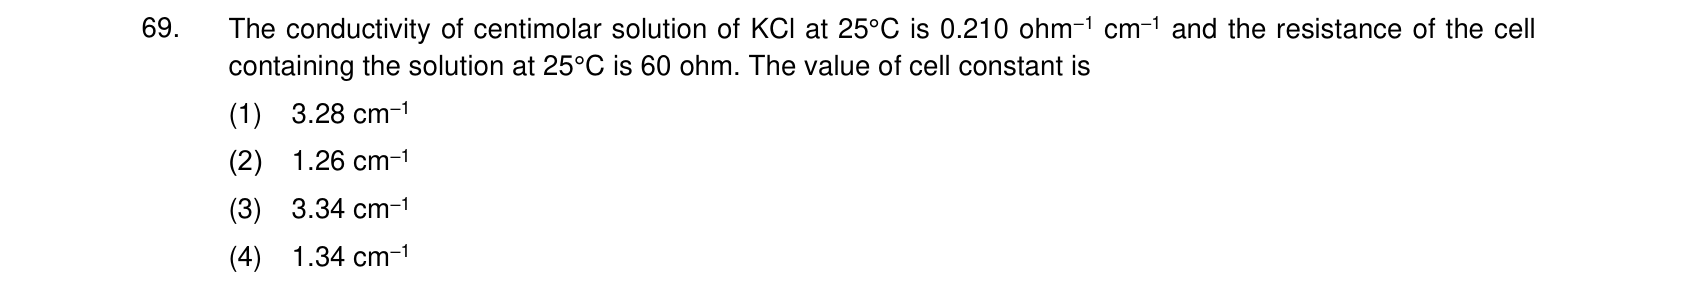 69. The conductivity of centimolar solution of KCl at 25°C is 0.210 ohm⁻¹ cm⁻¹ and the resistance of the cell
containing the solution at 25°C is 60 ohm. The value of cell constant is
(1) 3.28 cm⁻¹
(2) 1.26 cm⁻¹
(3) 3.34 cm⁻¹
(4) 1.34 cm⁻¹